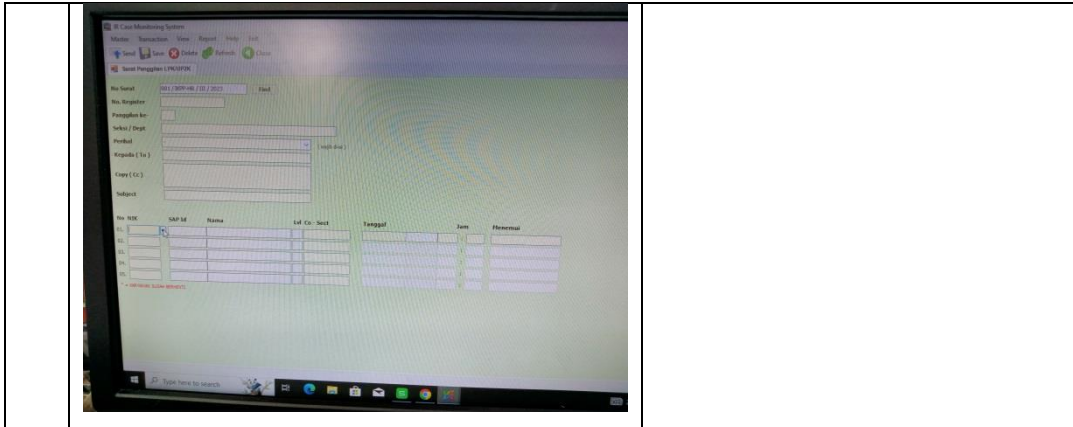 IR Case Monitoring System
Master Transaction View Report Help Exit
Send Save Delete Refresh Close
Surat Panggilan
No Surat 001 / Find
No. Register
Panggilan ke-
Seksi / Dept
Perihal
Kepada ( To )
Copy ( Cc )
Subject
No NIK SAP Id Nama Lvl Co - Sect Tanggal Jam Menemui
01.
02.
03.
04.
05.
Type here to search